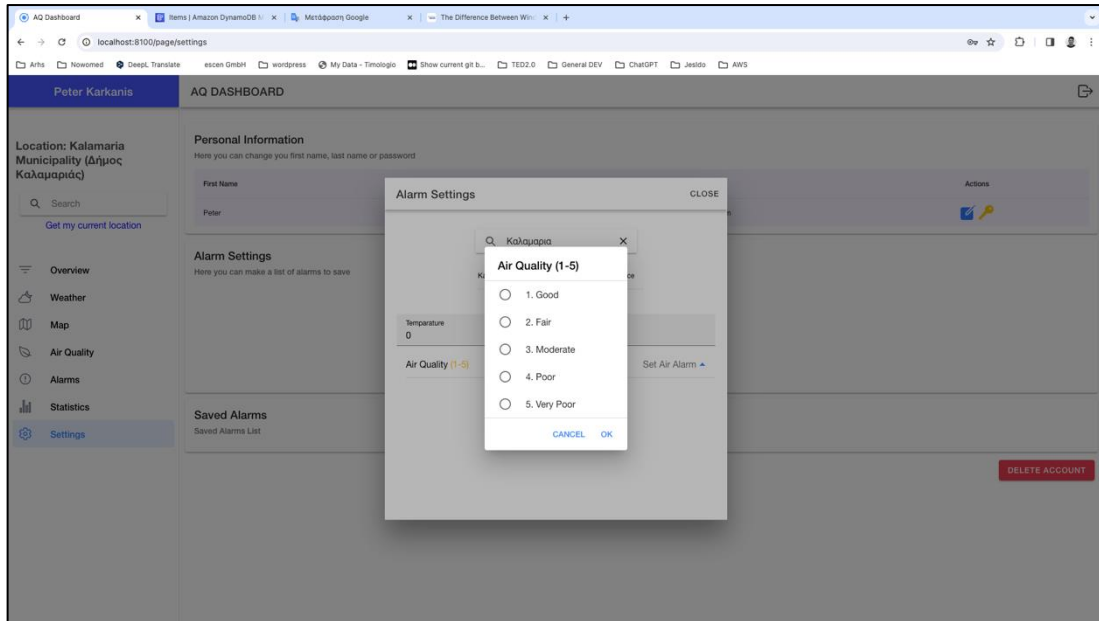 AQ Dashboard
Items | Amazon DynamoDB M
Μετάφραση Google
The Difference Between Wind
localhost:8100/page/settings
Arhs
Nowomed
DeepL Translate
escen GmbH
wordpress
My Data - Timologio
Show current git b...
TED2.0
General DEV
ChatGPT
Jesldo
AWS
Peter Karkanis
AQ DASHBOARD
Location: Kalamaria
Municipality (Δήμος
Καλαμαριάς)
Search
Get my current location
Overview
Weather
Map
Air Quality
Alarms
Statistics
Settings
Personal Information
Here you can change you first name, last name or password
First Name
Actions
Peter
Alarm Settings
Here you can make a list of alarms to save
Saved Alarms
Saved Alarms List
DELETE ACCOUNT
Alarm Settings
CLOSE
Καλαμαρια
Temparature
0
Air Quality (1-5)
Set Air Alarm
Air Quality (1-5)
1. Good
2. Fair
3. Moderate
4. Poor
5. Very Poor
CANCEL
OK